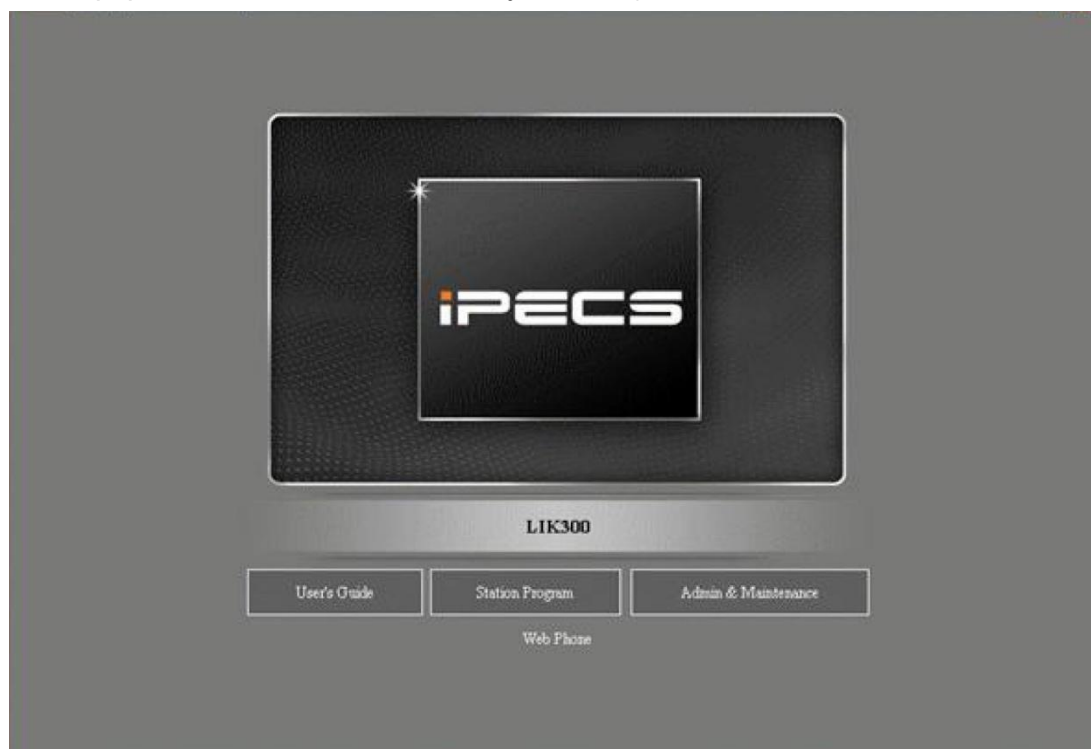 iPECS
LIK300
User's Guide
Station Program
Admin & Maintenance
Web Phone